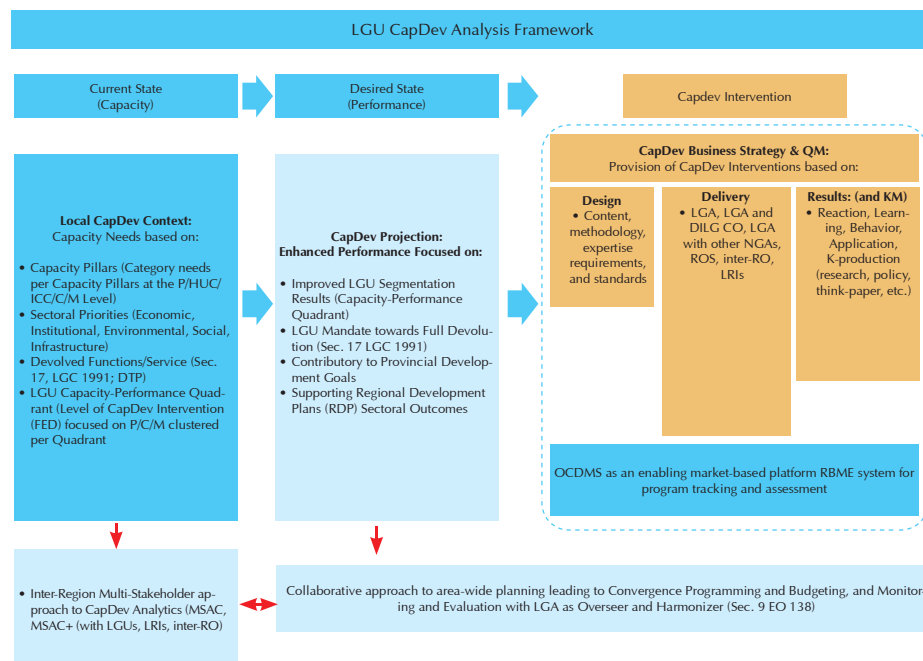 LGU CapDev Analysis Framework
Current State
(Capacity)
Desired State
(Performance)
Capdev Intervention
Local CapDev Context:
Capacity Needs based on:
• Capacity Pillars (Category needs
per Capacity Pillars at the P/HUC/
ICC/C/M Level)
• Sectoral Priorities (Economic,
Institutional, Environmental, Social,
Infrastructure)
• Devolved Functions/Service (Sec.
17, LGC 1991; DTP)
• LGU Capacity-Performance Quad-
rant (Level of CapDev Intervention
(FED) focused on P/C/M clustered
per Quadrant
CapDev Projection:
Enhanced Performance Focused on:
• Improved LGU Segmentation
Results (Capacity-Performance
Quadrant)
• LGU Mandate towards Full Devolu-
tion (Sec. 17 LGC 1991)
• Contributory to Provincial Develop-
ment Goals
• Supporting Regional Development
Plans (RDP) Sectoral Outcomes
CapDev Business Strategy & QM:
Provision of CapDev Interventions based on:
Design
• Content,
methodology,
expertise
requirements,
and standards
Delivery
• LGA, LGA and
DILG CO, LGA
with other NGAs,
ROS, inter-RO,
LRIs
Results: (and KM)
• Reaction, Learn-
ing, Behavior,
Application,
K-production
(research, policy,
think-paper, etc.)
OCDMS as an enabling market-based platform RBME system for
program tracking and assessment
• Inter-Region Multi-Stakeholder ap-
proach to CapDev Analytics (MSAC,
MSAC+ (with LGUs, LRIs, inter-RO)
Collaborative approach to area-wide planning leading to Convergence Programming and Budgeting, and Monitor-
ing and Evaluation with LGA as Overseer and Harmonizer (Sec. 9 EO 138)